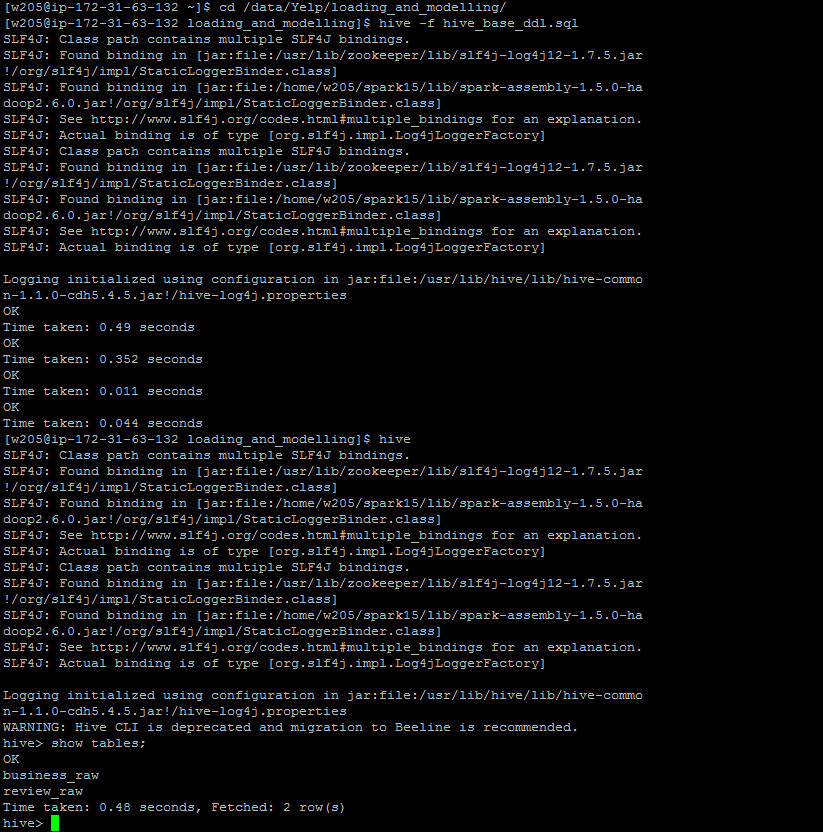 [w205@ip-172-31-63-132 ~]$ cd /data/Yelp/loading_and_modelling/
[w205@ip-172-31-63-132 loading_and_modelling]$ hive -f hive_base_ddl.sql
SLF4J: Class path contains multiple SLF4J bindings.
SLF4J: Found binding in [jar:file:/usr/lib/zookeeper/lib/slf4j-log4j12-1.7.5.jar
!/org/slf4j/impl/StaticLoggerBinder.class]
SLF4J: Found binding in [jar:file:/home/w205/spark15/lib/spark-assembly-1.5.0-ha
doop2.6.0.jar!/org/slf4j/impl/StaticLoggerBinder.class]
SLF4J: See http://www.slf4j.org/codes.html#multiple_bindings for an explanation.
SLF4J: Actual binding is of type [org.slf4j.impl.Log4jLoggerFactory]
SLF4J: Class path contains multiple SLF4J bindings.
SLF4J: Found binding in [jar:file:/usr/lib/zookeeper/lib/slf4j-log4j12-1.7.5.jar
!/org/slf4j/impl/StaticLoggerBinder.class]
SLF4J: Found binding in [jar:file:/home/w205/spark15/lib/spark-assembly-1.5.0-ha
doop2.6.0.jar!/org/slf4j/impl/StaticLoggerBinder.class]
SLF4J: See http://www.slf4j.org/codes.html#multiple_bindings for an explanation.
SLF4J: Actual binding is of type [org.slf4j.impl.Log4jLoggerFactory]

Logging initialized using configuration in jar:file:/usr/lib/hive/lib/hive-commo
n-1.1.0-cdh5.4.5.jar!/hive-log4j.properties
OK
Time taken: 0.49 seconds
OK
Time taken: 0.352 seconds
OK
Time taken: 0.011 seconds
OK
Time taken: 0.044 seconds
[w205@ip-172-31-63-132 loading_and_modelling]$ hive
SLF4J: Class path contains multiple SLF4J bindings.
SLF4J: Found binding in [jar:file:/usr/lib/zookeeper/lib/slf4j-log4j12-1.7.5.jar
!/org/slf4j/impl/StaticLoggerBinder.class]
SLF4J: Found binding in [jar:file:/home/w205/spark15/lib/spark-assembly-1.5.0-ha
doop2.6.0.jar!/org/slf4j/impl/StaticLoggerBinder.class]
SLF4J: See http://www.slf4j.org/codes.html#multiple_bindings for an explanation.
SLF4J: Actual binding is of type [org.slf4j.impl.Log4jLoggerFactory]
SLF4J: Class path contains multiple SLF4J bindings.
SLF4J: Found binding in [jar:file:/usr/lib/zookeeper/lib/slf4j-log4j12-1.7.5.jar
!/org/slf4j/impl/StaticLoggerBinder.class]
SLF4J: Found binding in [jar:file:/home/w205/spark15/lib/spark-assembly-1.5.0-ha
doop2.6.0.jar!/org/slf4j/impl/StaticLoggerBinder.class]
SLF4J: See http://www.slf4j.org/codes.html#multiple_bindings for an explanation.
SLF4J: Actual binding is of type [org.slf4j.impl.Log4jLoggerFactory]

Logging initialized using configuration in jar:file:/usr/lib/hive/lib/hive-commo
n-1.1.0-cdh5.4.5.jar!/hive-log4j.properties
WARNING: Hive CLI is deprecated and migration to Beeline is recommended.
hive> show tables;
OK
business_raw
review_raw
Time taken: 0.48 seconds, Fetched: 2 row(s)
hive>